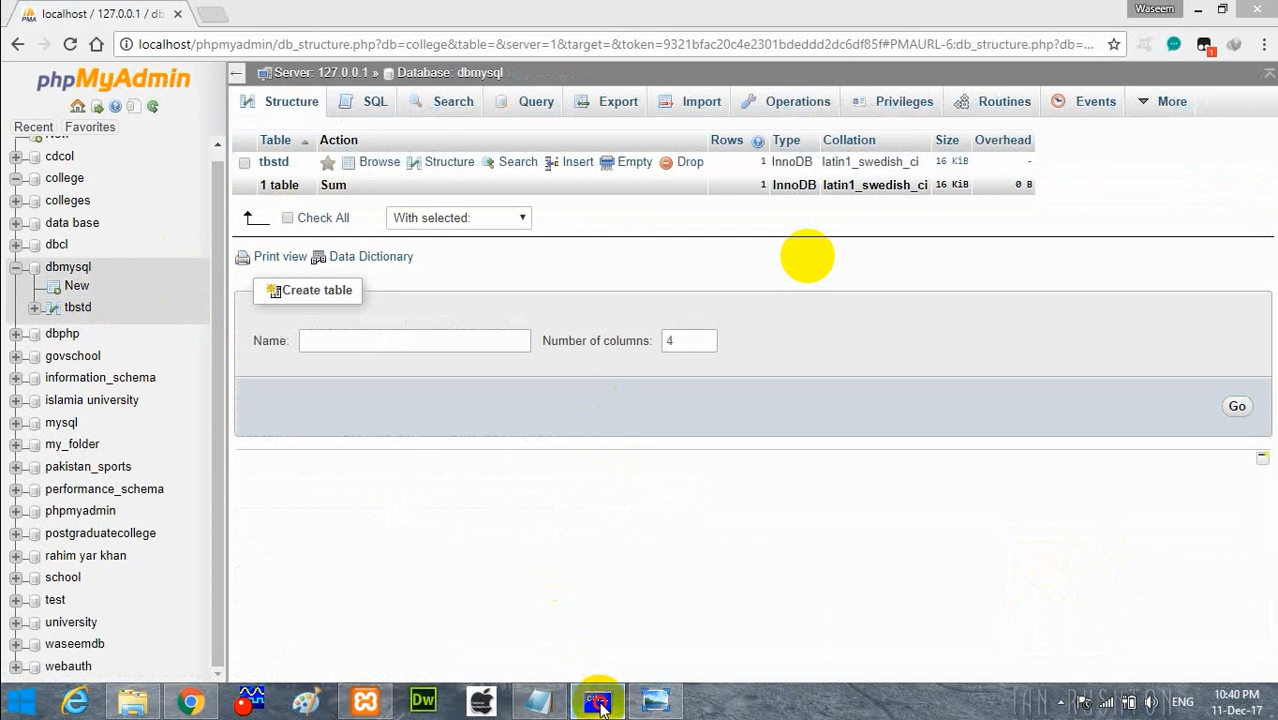 localhost / 127.0.0.1 / db
Waseem
localhost/phpmyadmin/db_structure.php?db=college&table=&server=1&target=&token=9321bfac20c4e2301bed1dd2dc6df85f#PMAURL-6:db_structure.php?db=...
phpMyAdmin
Server: 127.0.0.1 » Database: dbmysql
Structure SQL Search Query Export Import Operations Privileges Routines Events More
Recent Favorites
New
cdcol
college
colleges
data base
dbcl
dbmysql
New
tbstd
dbphp
govschool
information_schema
islamia university
mysql
my_folder
pakistan_sports
performance_schema
phpmyadmin
postgraduatecollege
rahim yar khan
school
test
university
waseemdb
webauth
Table Action Rows Type Collation Size Overhead
tbstd Browse Structure Search Insert Empty Drop 1 InnoDB latin1_swedish_ci 16 KiB -
1 table Sum 1 InnoDB latin1_swedish_ci 16 KiB 0 B
Check All With selected:
Print view Data Dictionary
Create table
Name: Number of columns: 4
Go
Dw
ENG
10:40 PM
11-Dec-17